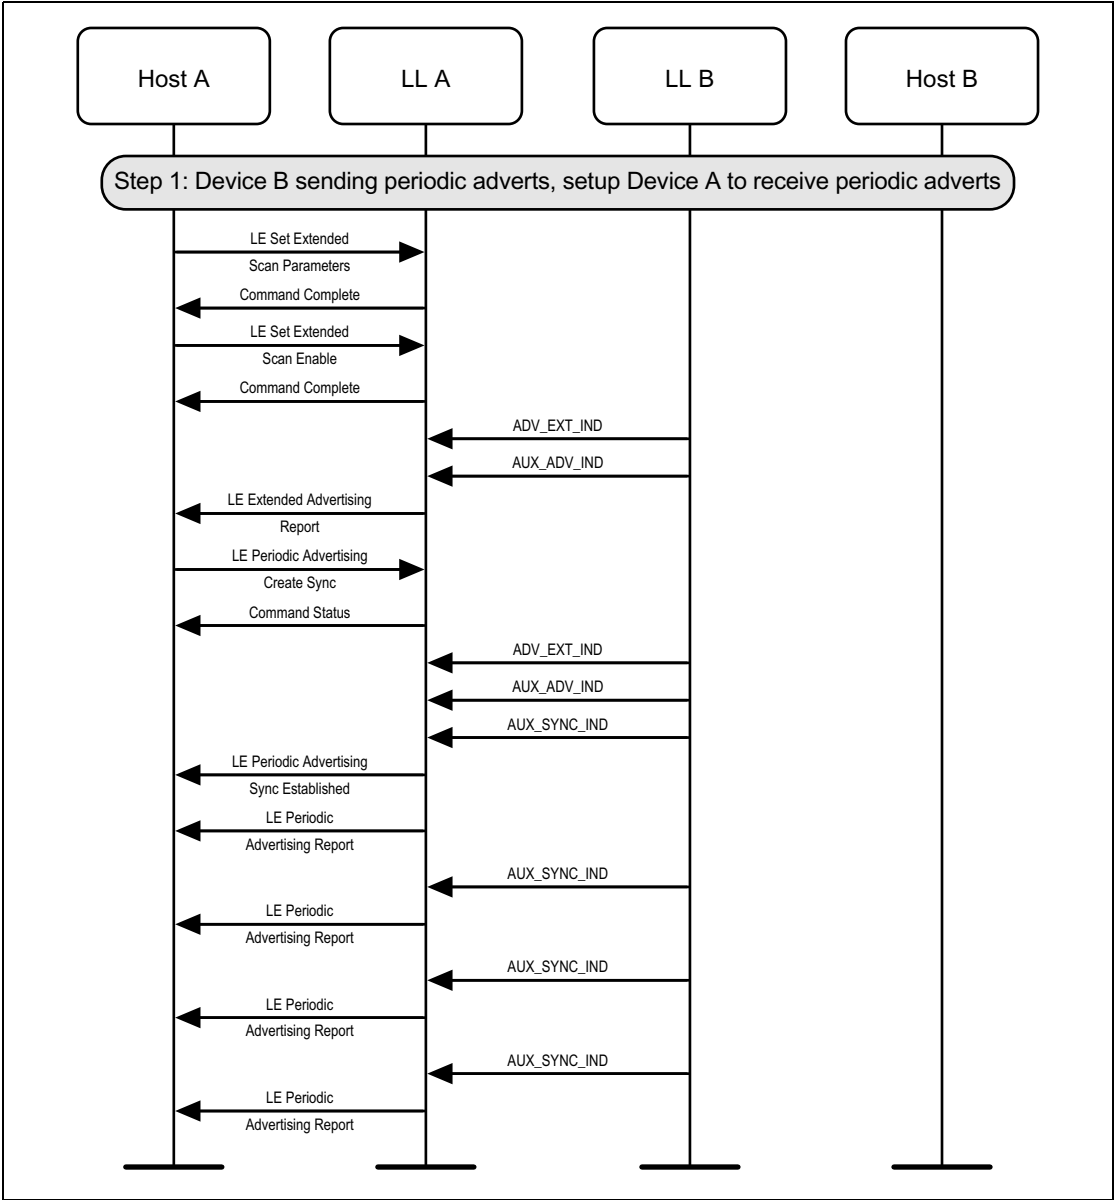 Host A
LL A
LL B
Host B
Step 1: Device B sending periodic adverts, setup Device A to receive periodic adverts
LE Set Extended
Scan Parameters
Command Complete
LE Set Extended
Scan Enable
Command Complete
ADV_EXT_IND
AUX_ADV_IND
LE Extended Advertising
Report
LE Periodic Advertising
Create Sync
Command Status
ADV_EXT_IND
AUX_ADV_IND
AUX_SYNC_IND
LE Periodic Advertising
Sync Established
LE Periodic
Advertising Report
AUX_SYNC_IND
LE Periodic
Advertising Report
AUX_SYNC_IND
LE Periodic
Advertising Report
AUX_SYNC_IND
LE Periodic
Advertising Report